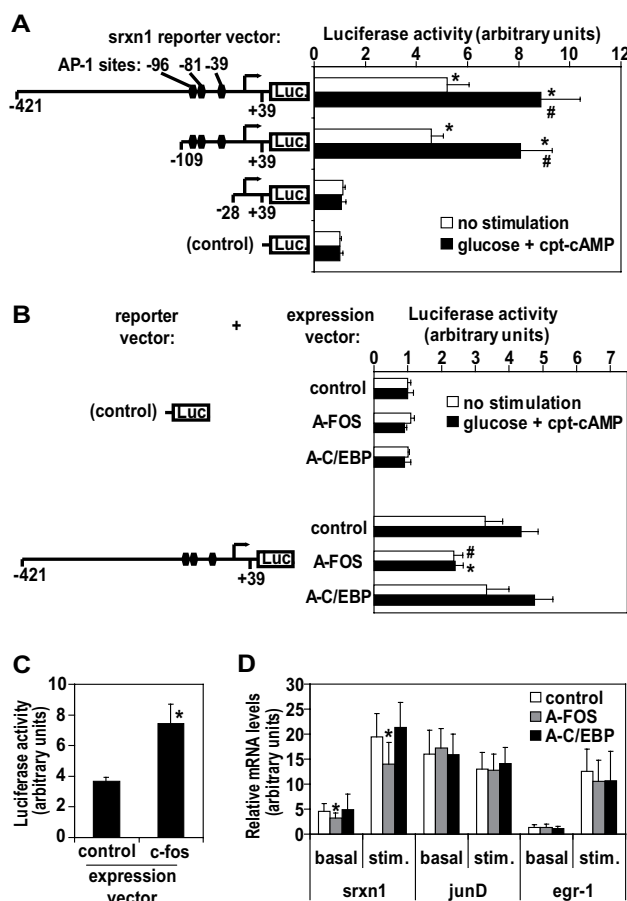 A
srxn1 reporter vector:
AP-1 sites: -96 -81 -39
-421
+39
Luc.
-109
+39
Luc.
-28
+39
Luc.
(control)
Luc.
Luciferase activity (arbitrary units)
0 2 4 6 8 10 12
*
*
#
*
*
#
no stimulation
glucose + cpt-cAMP
B
reporter vector:
+
expression vector:
Luciferase activity
(arbitrary units)
0 1 2 3 4 5 6 7
(control)
Luc
control
A-FOS
A-C/EBP
no stimulation
glucose + cpt-cAMP
-421
+39
Luc
control
A-FOS
A-C/EBP
#
*
C
Luciferase activity
(arbitrary units)
10
8
6
4
2
0
*
control c-fos
expression
vector
D
Relative mRNA levels
(arbitrary units)
30
25
20
15
10
5
0
*
*
control
A-FOS
A-C/EBP
basal stim. basal stim. basal stim.
srxn1 junD egr-1